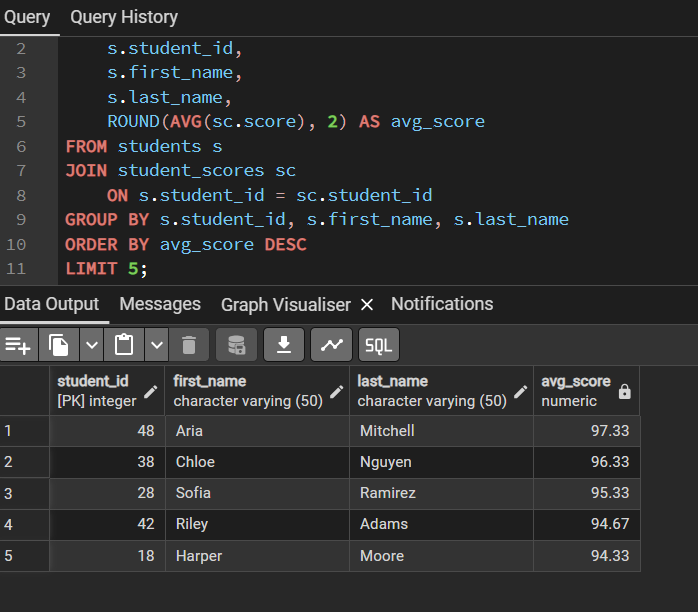 Query Query History
2 s.student_id,
3 s.first_name,
4 s.last_name,
5 ROUND(AVG(sc.score), 2) AS avg_score
6 FROM students s
7 JOIN student_scores sc
8 ON s.student_id = sc.student_id
9 GROUP BY s.student_id, s.first_name, s.last_name
10 ORDER BY avg_score DESC
11 LIMIT 5;
Data Output Messages Graph Visualiser Notifications
SQL
student_id first_name last_name avg_score
[PK] integer character varying (50) character varying (50) numeric
1 48 Aria Mitchell 97.33
2 38 Chloe Nguyen 96.33
3 28 Sofia Ramirez 95.33
4 42 Riley Adams 94.67
5 18 Harper Moore 94.33